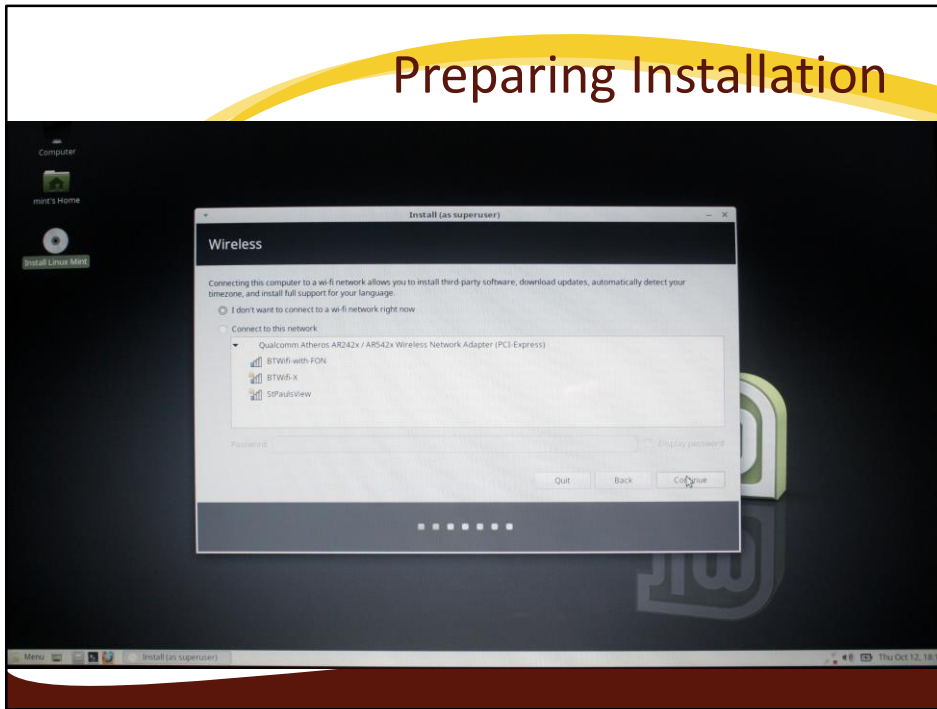 Preparing Installation
Computer
mint's Home
Install Linux Mint
Install (as superuser)
Wireless
Connecting this computer to a wi-fi network allows you to install third-party software, download updates, automatically detect your
timezone, and install full support for your language.
I don't want to connect to a wi-fi network right now
Connect to this network
Qualcomm Atheros AR242x / AR542x Wireless Network Adapter (PCI-Express)
BTWifi-with-FON
BTWifi-X
StPaulsView
Password: Display password
Quit Back Continue
Menu Install (as superuser) Thu Oct 12, 18: